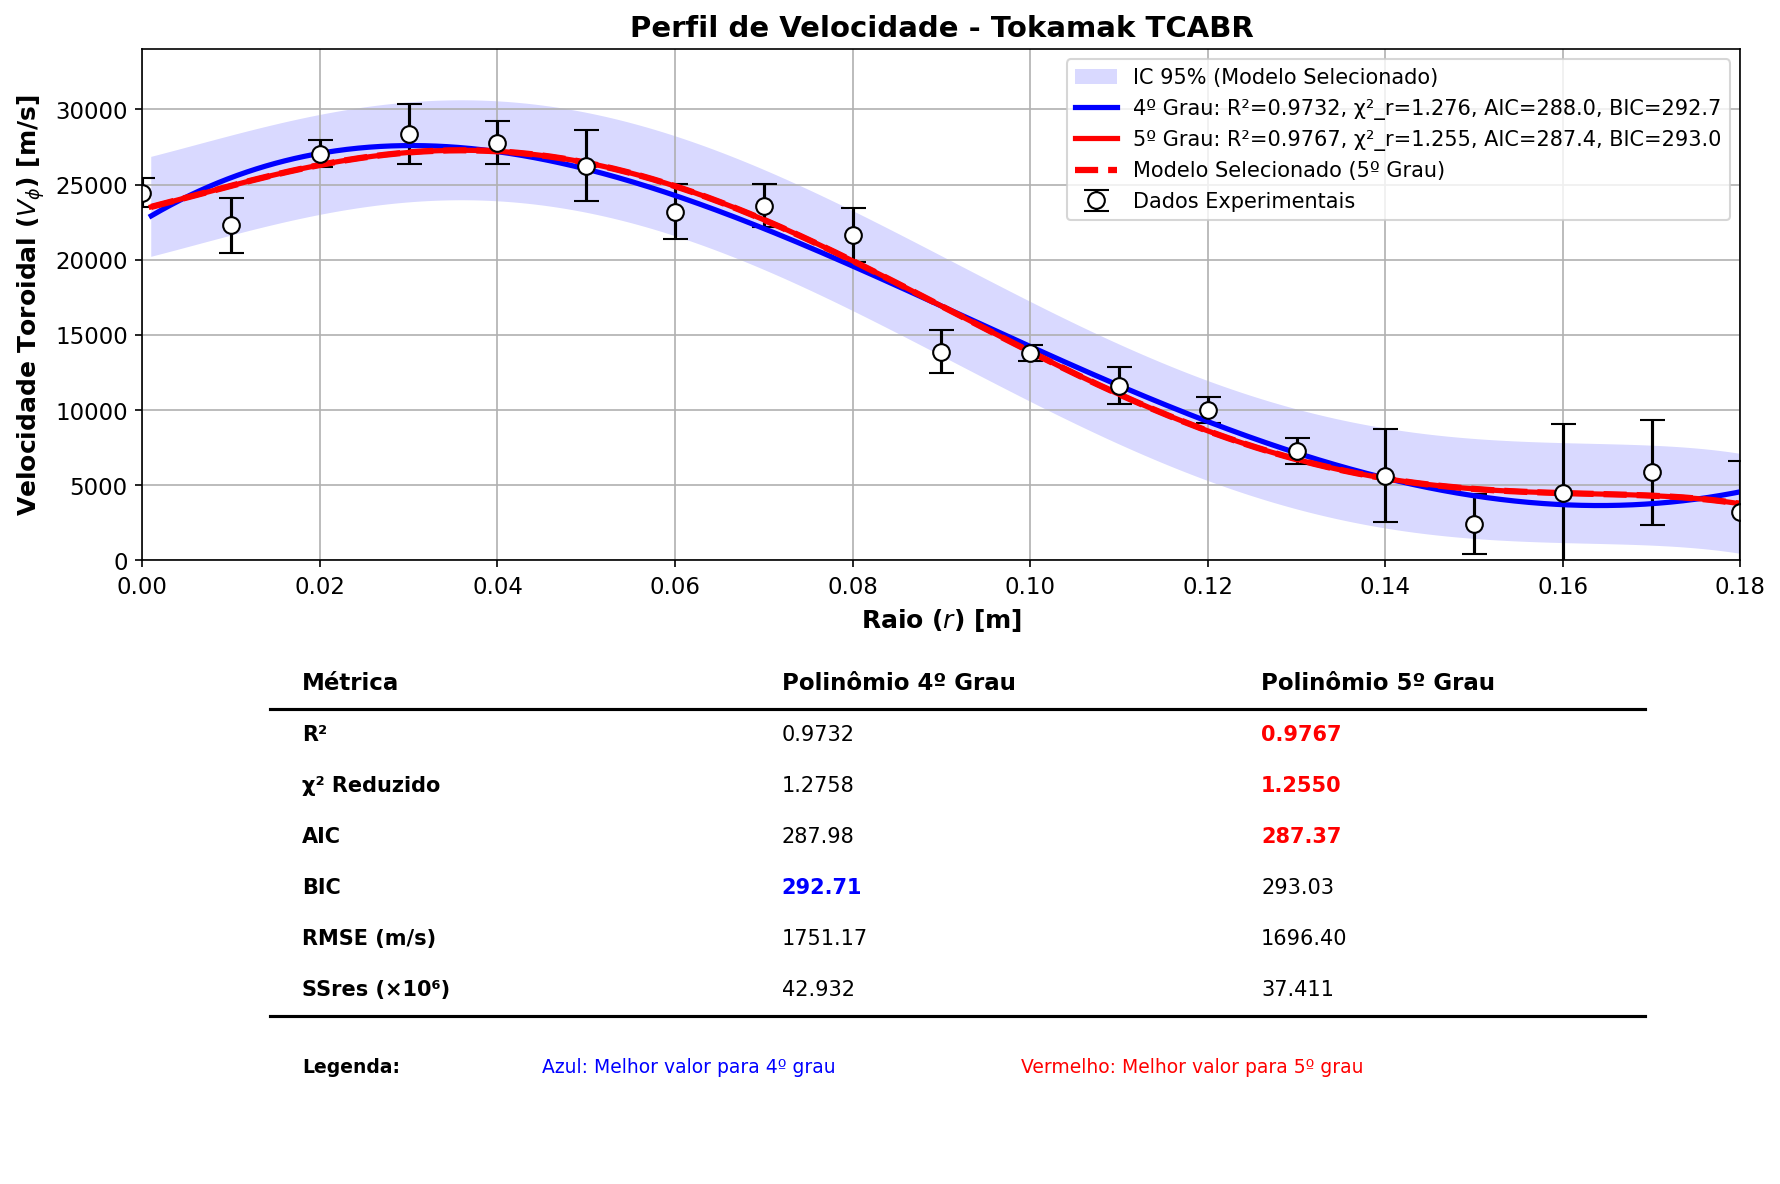 Perfil de Velocidade - Tokamak TCABR
Velocidade Toroidal (V_ϕ) [m/s]
30000
25000
20000
15000
10000
5000
0
IC 95% (Modelo Selecionado)
4º Grau: R²=0.9732, χ²_r=1.276, AIC=288.0, BIC=292.7
5º Grau: R²=0.9767, χ²_r=1.255, AIC=287.4, BIC=293.0
Modelo Selecionado (5º Grau)
Dados Experimentais
0.00 0.02 0.04 0.06 0.08 0.10 0.12 0.14 0.16 0.18
Raio (r) [m]
Métrica Polinômio 4º Grau Polinômio 5º Grau
R² 0.9732 0.9767
χ² Reduzido 1.2758 1.2550
AIC 287.98 287.37
BIC 292.71 293.03
RMSE (m/s) 1751.17 1696.40
SSres (×10⁶) 42.932 37.411
Legenda: Azul: Melhor valor para 4º grau Vermelho: Melhor valor para 5º grau